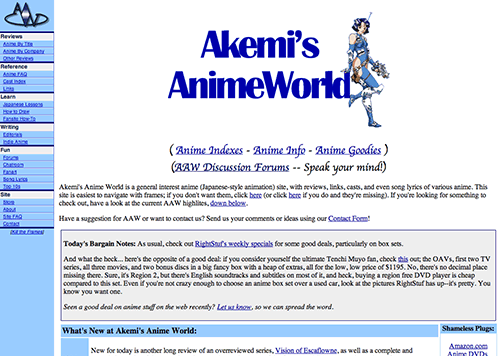 AAW
Reviews
Anime By Title
Anime By Company
Other Reviews
Reference
Anime FAQ
Cast Index
Links
Learn
Japanese Lessons
How to Draw
Fansite HowTo
Writing
Editorials
Indix Anime
Fun
Forums
Chatroom
Fanart
Song Lyrics
Top 10s
Site
Store
About
Site FAQ
Contact
[Kill the Frames]
Akemi's
AnimeWorld
( Anime Indexes - Anime Info - Anime Goodies )
(AAW Discussion Forums -- Speak your mind!)
Akemi's Anime World is a general interest anime (Japanese-style animation) site, with reviews, links, casts, and even song lyrics of various anime. This
site is easiest to navigate with frames; if you don't want them, click here (or click here if you do and they're missing). If you're looking for something to
check out, have a look at the current AAW highlites, down below.
Have a suggestion for AAW or want to contact us? Send us your comments or ideas using our Contact Form!
Today's Bargain Notes: As usual, check out RightStuf's weekly specials for some good deals, particularly on box sets.
And what the heck... here's the opposite of a good deal: if you consider yourself the ultimate Tenchi Muyo fan, check this out; the OAVs, first two TV
series, all three movies, and two bonus discs in a big fancy box with a heap of extras, all for the low, low price of $1195. No, there's no decimal place
missing there. Sure, it's Region 2, but there's English soundtracks and subtitles on most of it, and heck, buying a region free DVD player is cheap
compared to this set. Even if you're not crazy enough to choose an anime box set over a used car, look at the pictures RightStuf has up--it's pretty. You
know you want one.
Seen a good deal on anime stuff on the web recently? Let us know, so we can spread the word.
What's New at Akemi's Anime World:
Shameless Plugs:
New for today is another long review of an overreviewed series, Vision of Escaflowne, as well as a complete and
Amazon.com
Anime DVDs